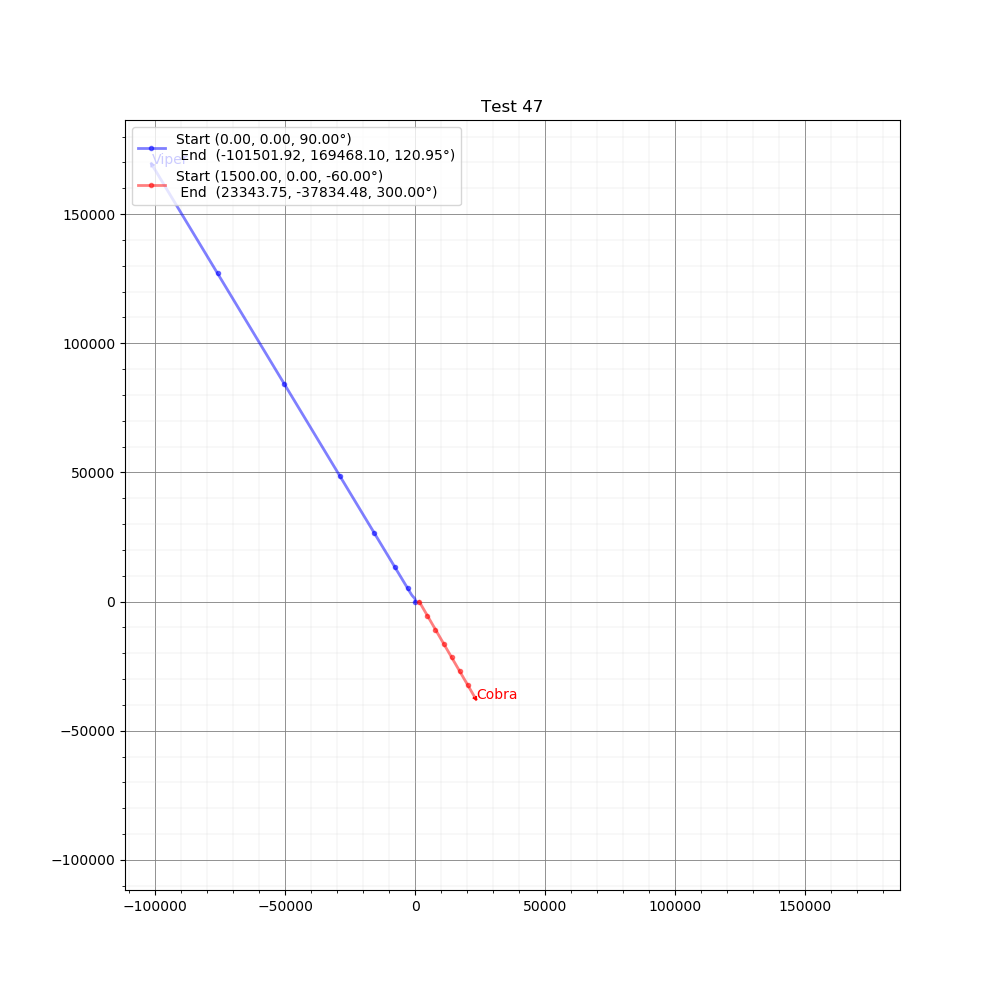 Test 47
Start (0.00, 0.00, 90.00°)
End  (-101501.92, 169468.10, 120.95°)
Start (1500.00, 0.00, -60.00°)
End  (23343.75, -37834.48, 300.00°)
Viper
150000
100000
50000
0
Cobra
−50000
−100000
−100000 −50000 0 50000 100000 150000